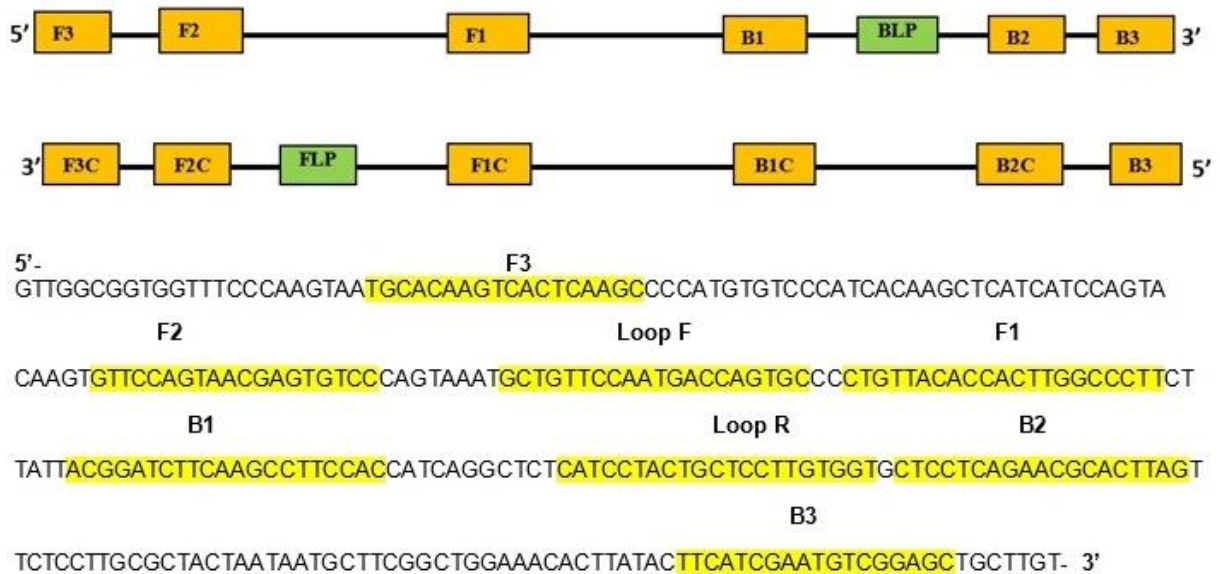 5' F3 F2 F1 B1 BLP B2 B3 3'
3' F3C F2C FLP F1C B1C B2C B3 5'
5'- F3
GTTGGCGGTGGTTTCCCAAGTAATGCACAAGTCACTCAAGCCCCATGTGTCCCATCACAAGCTCATCATCCAGTA
F2 Loop F F1
CAAGTGTTCCAGTAACGAGTGTCCCAGTAAATGCTGTTCCAATGACCAGTGCCCCTGTTACACCACTTGGCCCTTCT
B1 Loop R B2
TATTACGGATCTTCAAGCCTTCCACCATCAGGCTCTCATCCTACTGCTCCTTGTGGTGCTCCTCAGAACGCACTTAGT
B3
TCTCCTTGCGCTACTAATAATGCTTCGGCTGGAAACACTTATACTTCATCGAATGTCGGAGCTGCTTGT- 3'